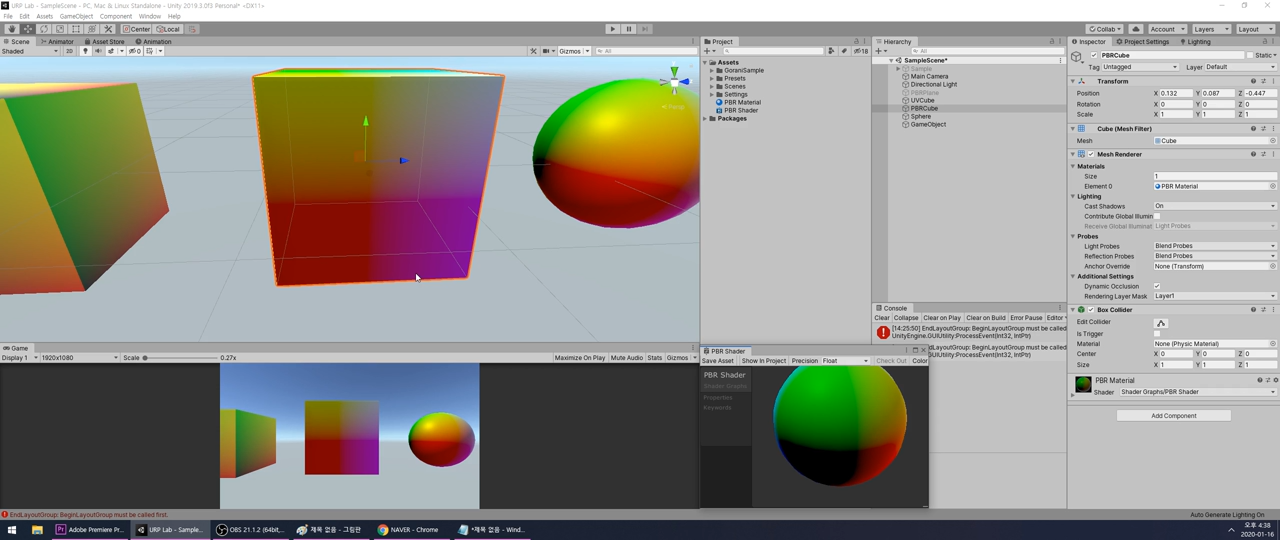 URP Lab - SampleScene - PC, Mac & Linux Standalone - Unity 2019.3.0f3 Personal* <DX11>
File Edit Assets GameObject Component Window Help
Center Local Collab Account Layers Layout
Scene Animator Asset Store Animation
Shaded 2D Gizmos All
Persp
Game
Display 1 1920x1080 Scale 0.27x Maximize On Play Mute Audio Stats Gizmos
Project
18
Assets
GoraniSample
Presets
Scenes
Settings
PBR Material
PBR Shader
Packages
Hierarchy
All
SampleScene*
Sample
Main Camera
Directional Light
PBRPlane
UVCube
PBRCube
Sphere
GameObject
Console
Clear Collapse Clear on Play Clear on Build Error Pause Editor
[14:25:50] EndLayoutGroup: BeginLayoutGroup must be called
UnityEngine.GUIUtility:ProcessEvent(Int32, IntPtr)
EndLayoutGroup: BeginLayoutGroup must be called
UnityEngine.GUIUtility:ProcessEvent(Int32, IntPtr)
PBR Shader
Save Asset Show In Project Precision Float Check Out Color
PBR Shader
Shader Graphs
Properties
Keywords
Inspector Project Settings Lighting
PBRCube Static
Tag Untagged Layer Default
Transform
Position X 0.132 Y 0.087 Z -0.447
Rotation X 0 Y 0 Z 0
Scale X 1 Y 1 Z 1
Cube (Mesh Filter)
Mesh Cube
Mesh Renderer
Materials
Size 1
Element 0 PBR Material
Lighting
Cast Shadows On
Contribute Global Illumin
Receive Global Illuminat Light Probes
Probes
Light Probes Blend Probes
Reflection Probes Blend Probes
Anchor Override None (Transform)
Additional Settings
Dynamic Occlusion
Rendering Layer Mask Layer1
Box Collider
Edit Collider
Is Trigger
Material None (Physic Material)
Center X 0 Y 0 Z 0
Size X 1 Y 1 Z 1
PBR Material
Shader Shader Graphs/PBR Shader
Add Component
EndLayoutGroup: BeginLayoutGroup must be called first.
Auto Generate Lighting On
Adobe Premiere Pr... URP Lab - Sample... OBS 21.1.2 (64bit,... 제목 없음 - 그림판 NAVER - Chrome *제목 없음 - Wind...
오후 4:38
2020-01-16